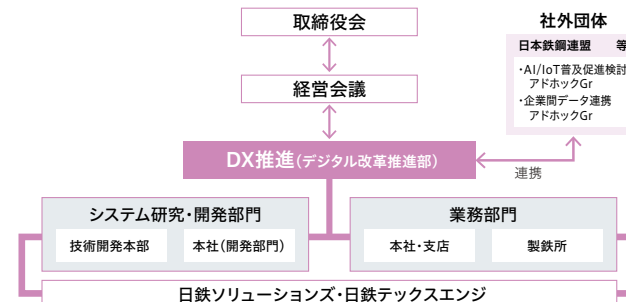 取締役会
経営会議
DX推進(デジタル改革推進部)
社外団体
日本鉄鋼連盟 等
・AI/IoT普及促進検討
アドホックGr
・企業間データ連携
アドホックGr
連携
システム研究・開発部門
技術開発本部 本社(開発部門)
業務部門
本社・支店 製鉄所
日鉄ソリューションズ・日鉄テックスエンジ